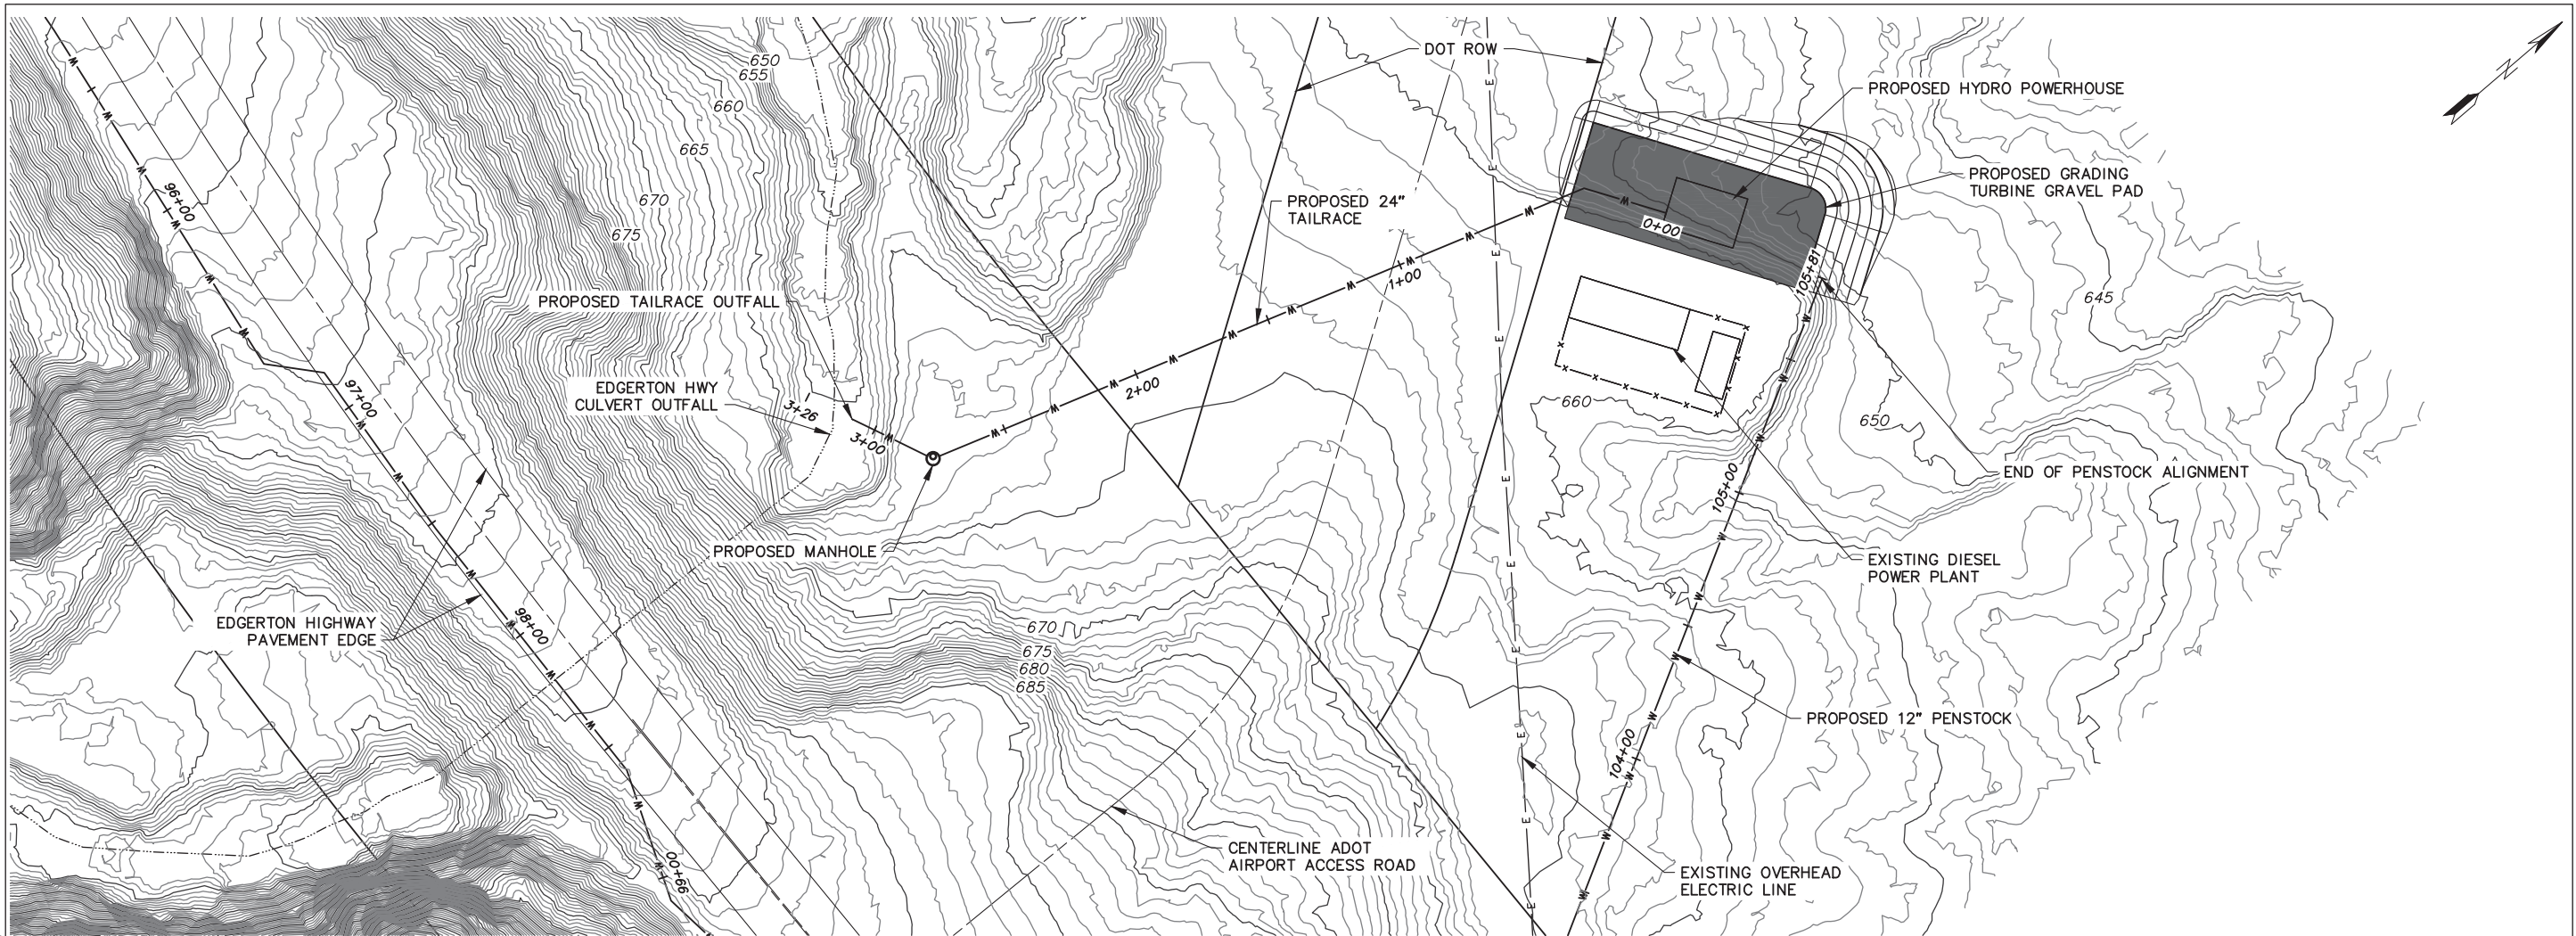 650
655
660
665
670
675
DOT ROW
PROPOSED HYDRO POWERHOUSE
N
PROPOSED GRADING
TURBINE GRAVEL PAD
PROPOSED 24"
TAILRACE
96+00
0+00
1+00
105+81
645
PROPOSED TAILRACE OUTFALL
EDGERTON HWY
CULVERT OUTFALL
97+00
2+00
3+26
3+00
660
650
END OF PENSTOCK ALIGNMENT
105+00
PROPOSED MANHOLE
EXISTING DIESEL
POWER PLANT
EDGERTON HIGHWAY
PAVEMENT EDGE
98+00
670
675
680
685
PROPOSED 12" PENSTOCK
104+00
CENTERLINE ADOT
AIRPORT ACCESS ROAD
99+00
EXISTING OVERHEAD
ELECTRIC LINE